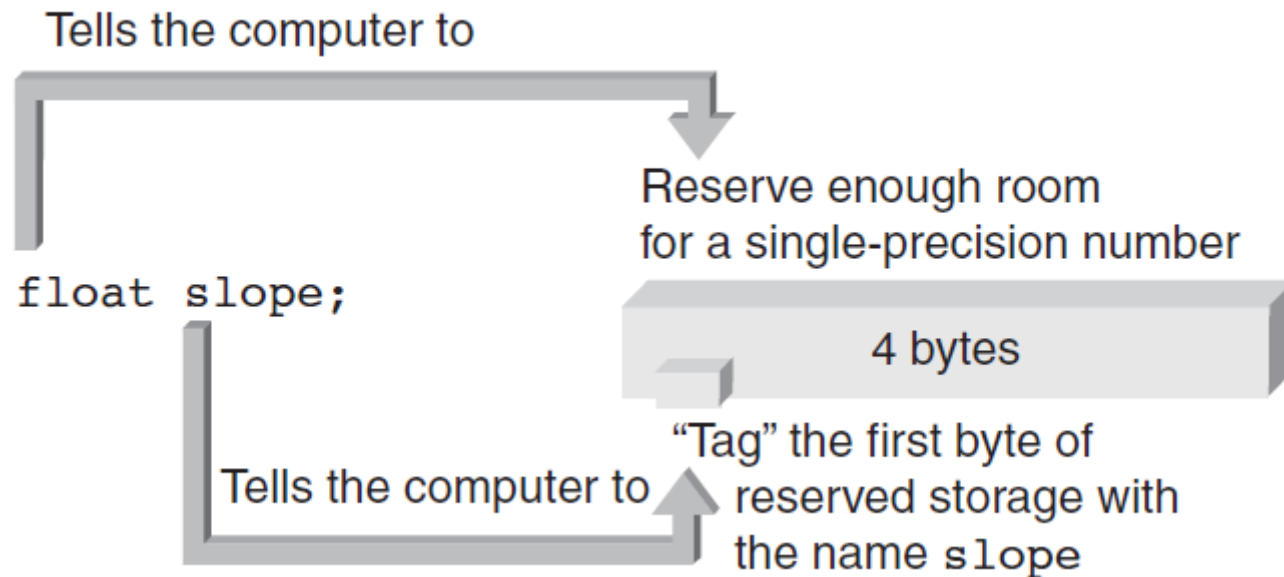 Tells the computer to
Reserve enough room
for a single-precision number
float slope;
4 bytes
“Tag” the first byte of
reserved storage with
the name slope
Tells the computer to